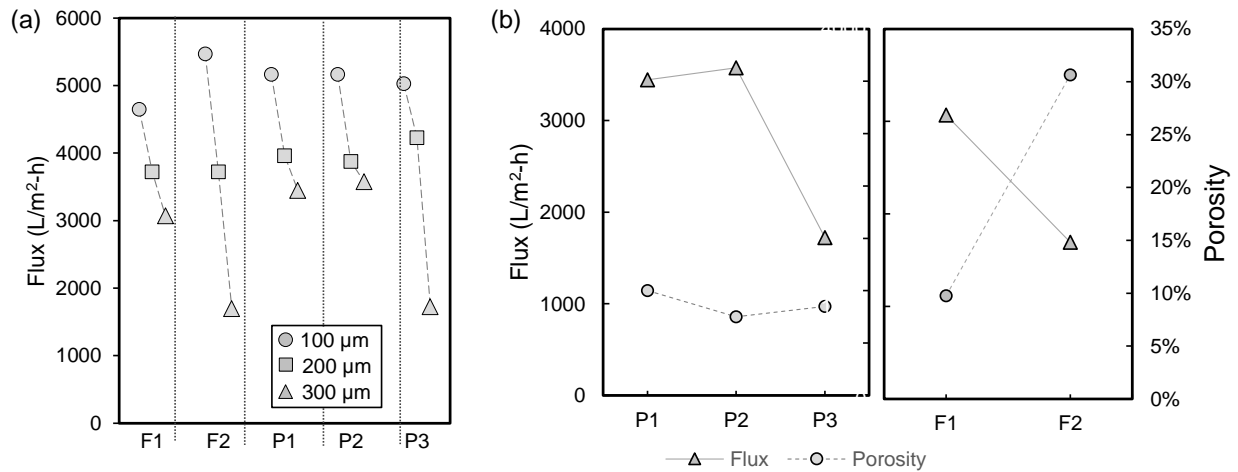 (a)
6000
5000
4000
3000
2000
1000
0
Flux (L/m²-h)
100 µm
200 µm
300 µm
F1 F2 P1 P2 P3
(b)
4000
3000
2000
1000
0
Flux (L/m²-h)
P1 P2 P3
F1 F2
35%
30%
25%
20%
15%
10%
5%
0%
Porosity
Flux Porosity